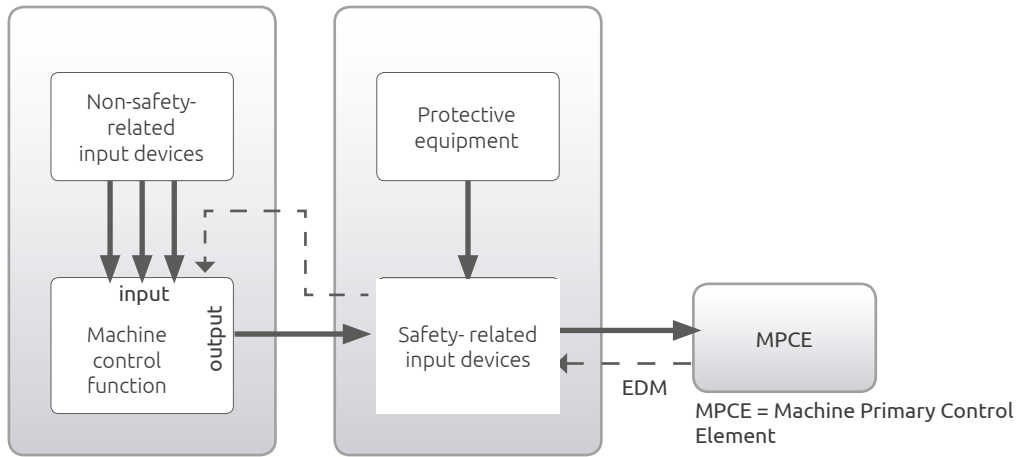 Non-safety-
related
input devices
Protective
equipment
input
output
Machine
control
function
Safety- related
input devices
MPCE
EDM
MPCE = Machine Primary Control
Element